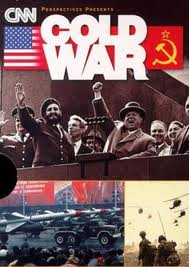 CNN PERSPECTIVES PRESENTS
COLD
WAR